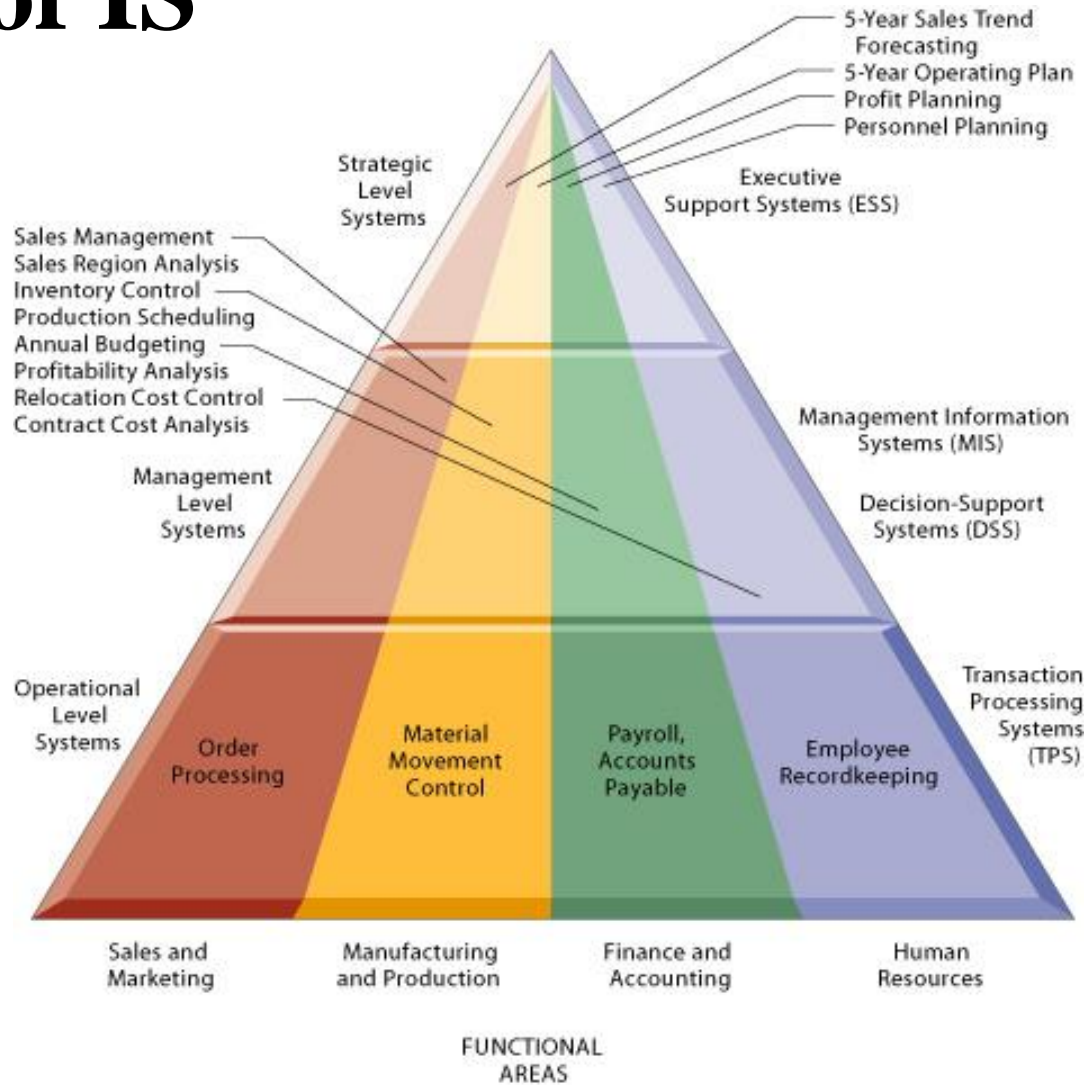 of IS
5-Year Sales Trend
Forecasting
5-Year Operating Plan
Profit Planning
Personnel Planning
Strategic
Level
Systems
Executive
Support Systems (ESS)
Sales Management
Sales Region Analysis
Inventory Control
Production Scheduling
Annual Budgeting
Profitability Analysis
Relocation Cost Control
Contract Cost Analysis
Management Information
Systems (MIS)
Management
Level
Systems
Decision-Support
Systems (DSS)
Operational
Level
Systems
Order
Processing
Material
Movement
Control
Payroll,
Accounts
Payable
Employee
Recordkeeping
Transaction
Processing
Systems
(TPS)
Sales and
Marketing
Manufacturing
and Production
Finance and
Accounting
Human
Resources
FUNCTIONAL
AREAS